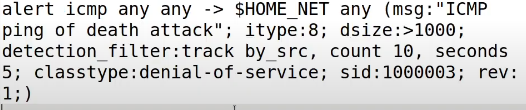 alert icmp any any -> $HOME_NET any (msg:"ICMP
ping of death attack"; itype:8; dsize:>1000;
detection_filter:track by_src, count 10, seconds
5; classtype:denial-of-service; sid:1000003; rev:
1;)